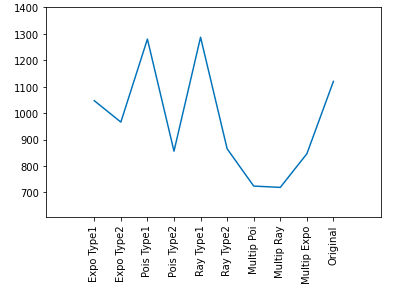 1400
1300
1200
1100
1000
900
800
700
Expo Type1
Expo Type2
Pois Type1
Pois Type2
Ray Type1
Ray Type2
Multip Poi
Multip Ray
Multip Expo
Original